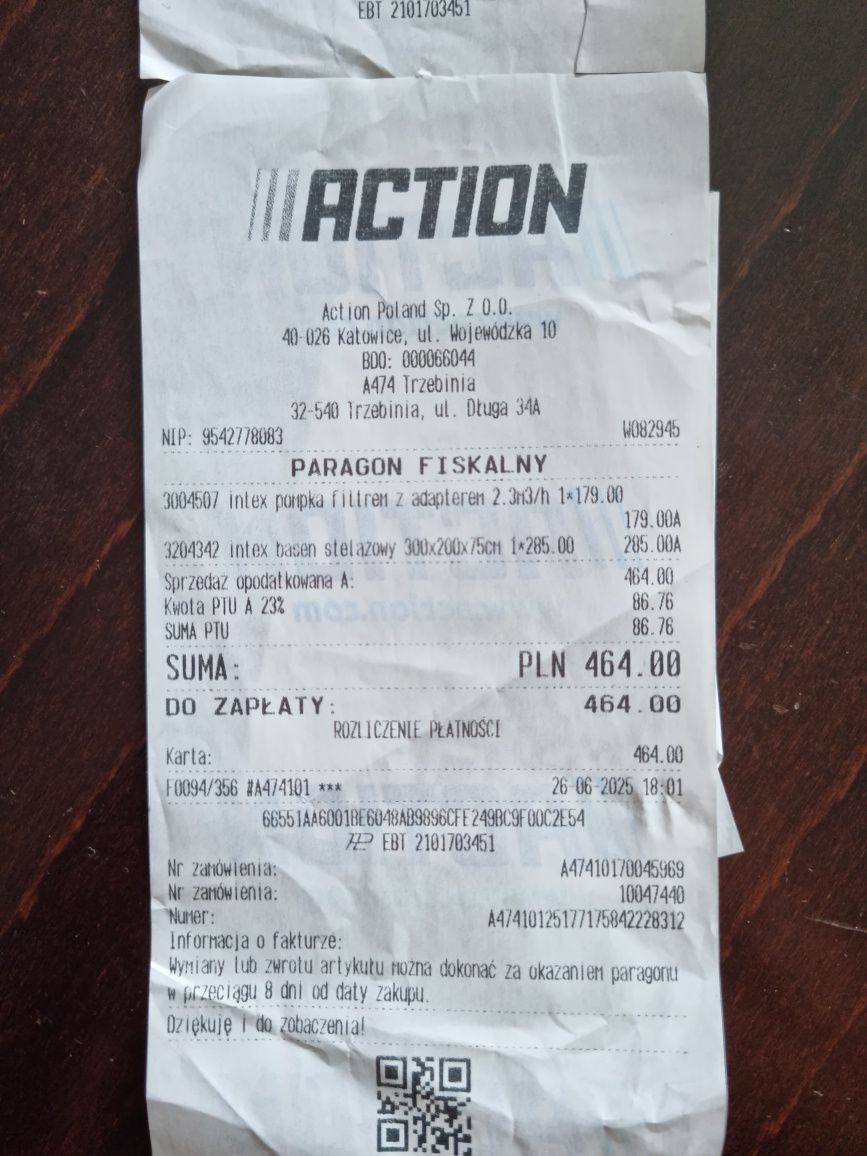 EBT 2101703451
ACTION
Action Poland Sp. Z O.O.
40-026 Katowice, ul. Wojewódzka 10
BDO: 000066044
A474 Trzebinia
32-540 Trzebinia, ul. Długa 34A
NIP: 9542778083 W082945
PARAGON FISKALNY
3004507 intex pompka filtrem z adapterem 2.3m3/h 1*179.00
179.00A
3204342 intex basen stelazowy 300x200x75cm 1*285.00 285.00A
Sprzedaż opodatkowana A: 464.00
Kwota PTU A 23% 86.76
SUMA PTU 86.76
SUMA: PLN 464.00
DO ZAPŁATY: 464.00
ROZLICZENIE PŁATNOŚCI
Karta: 464.00
F0094/356 #A474101 *** 26-06-2025 18:01
66551AA6001BE6048AB9896CFE249BC9F00C2E54
EBT 2101703451
Nr zamówienia: A47410170045969
Nr zamówienia: 10047440
Numer: A47410125177175842228312
Informacja o fakturze:
Wymiany lub zwrotu artykułu można dokonać za okazaniem paragonu
w przeciągu 8 dni od daty zakupu.
Dziękuję i do zobaczenia!